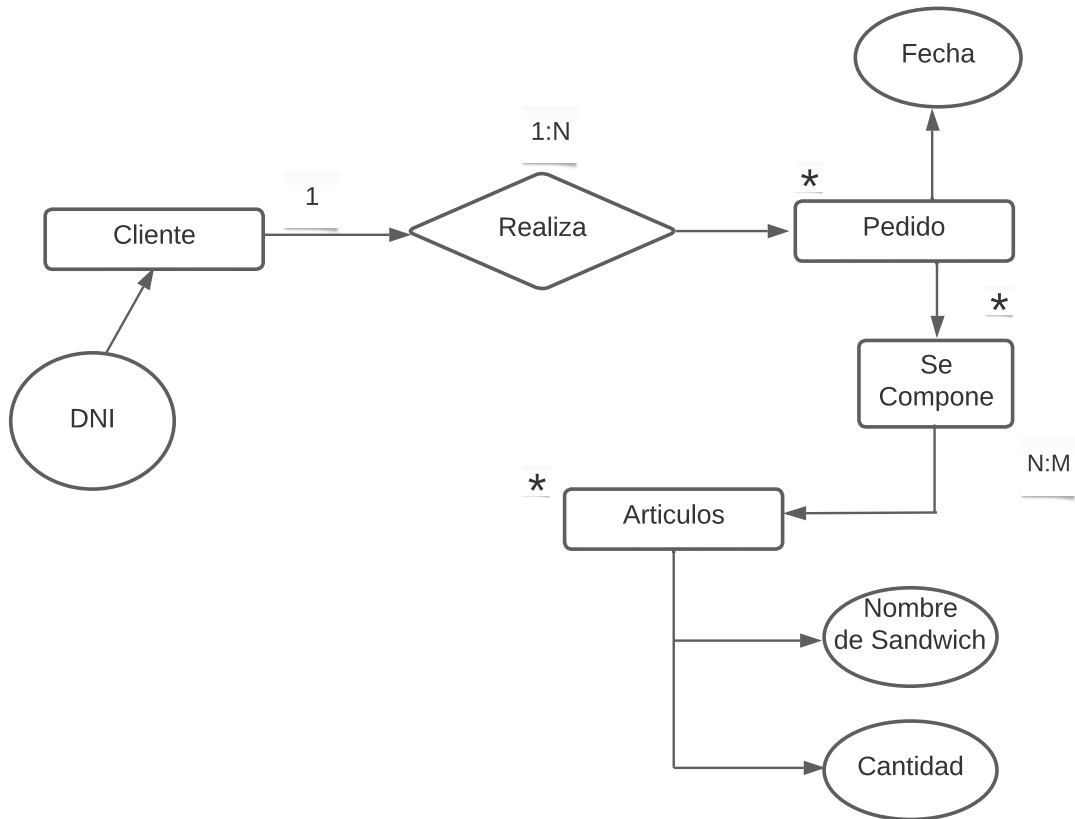 Fecha
1:N
1
*
Cliente
Realiza
Pedido
*
Se
Compone
DNI
N:M
*
Articulos
Nombre
de Sandwich
Cantidad